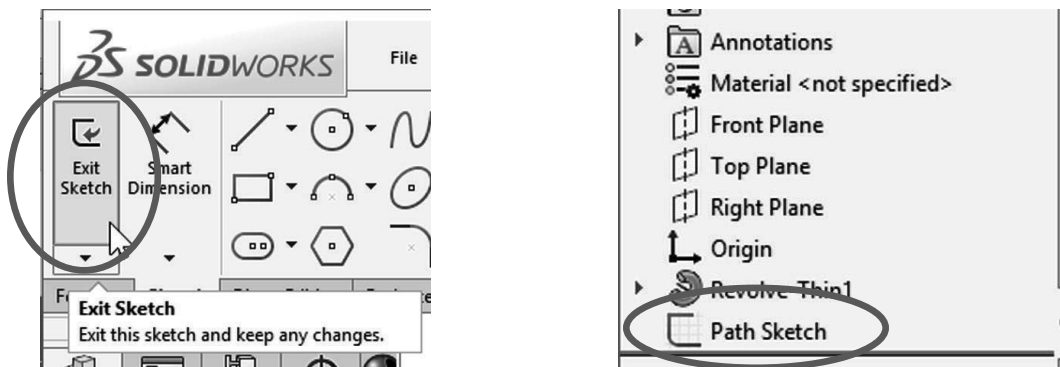 SOLIDWORKS
File
Exit
Sketch
Smart
Dimension
Exit Sketch
Exit this sketch and keep any changes.
Annotations
Material <not specified>
Front Plane
Top Plane
Right Plane
Origin
Revolve-Thin1
Path Sketch